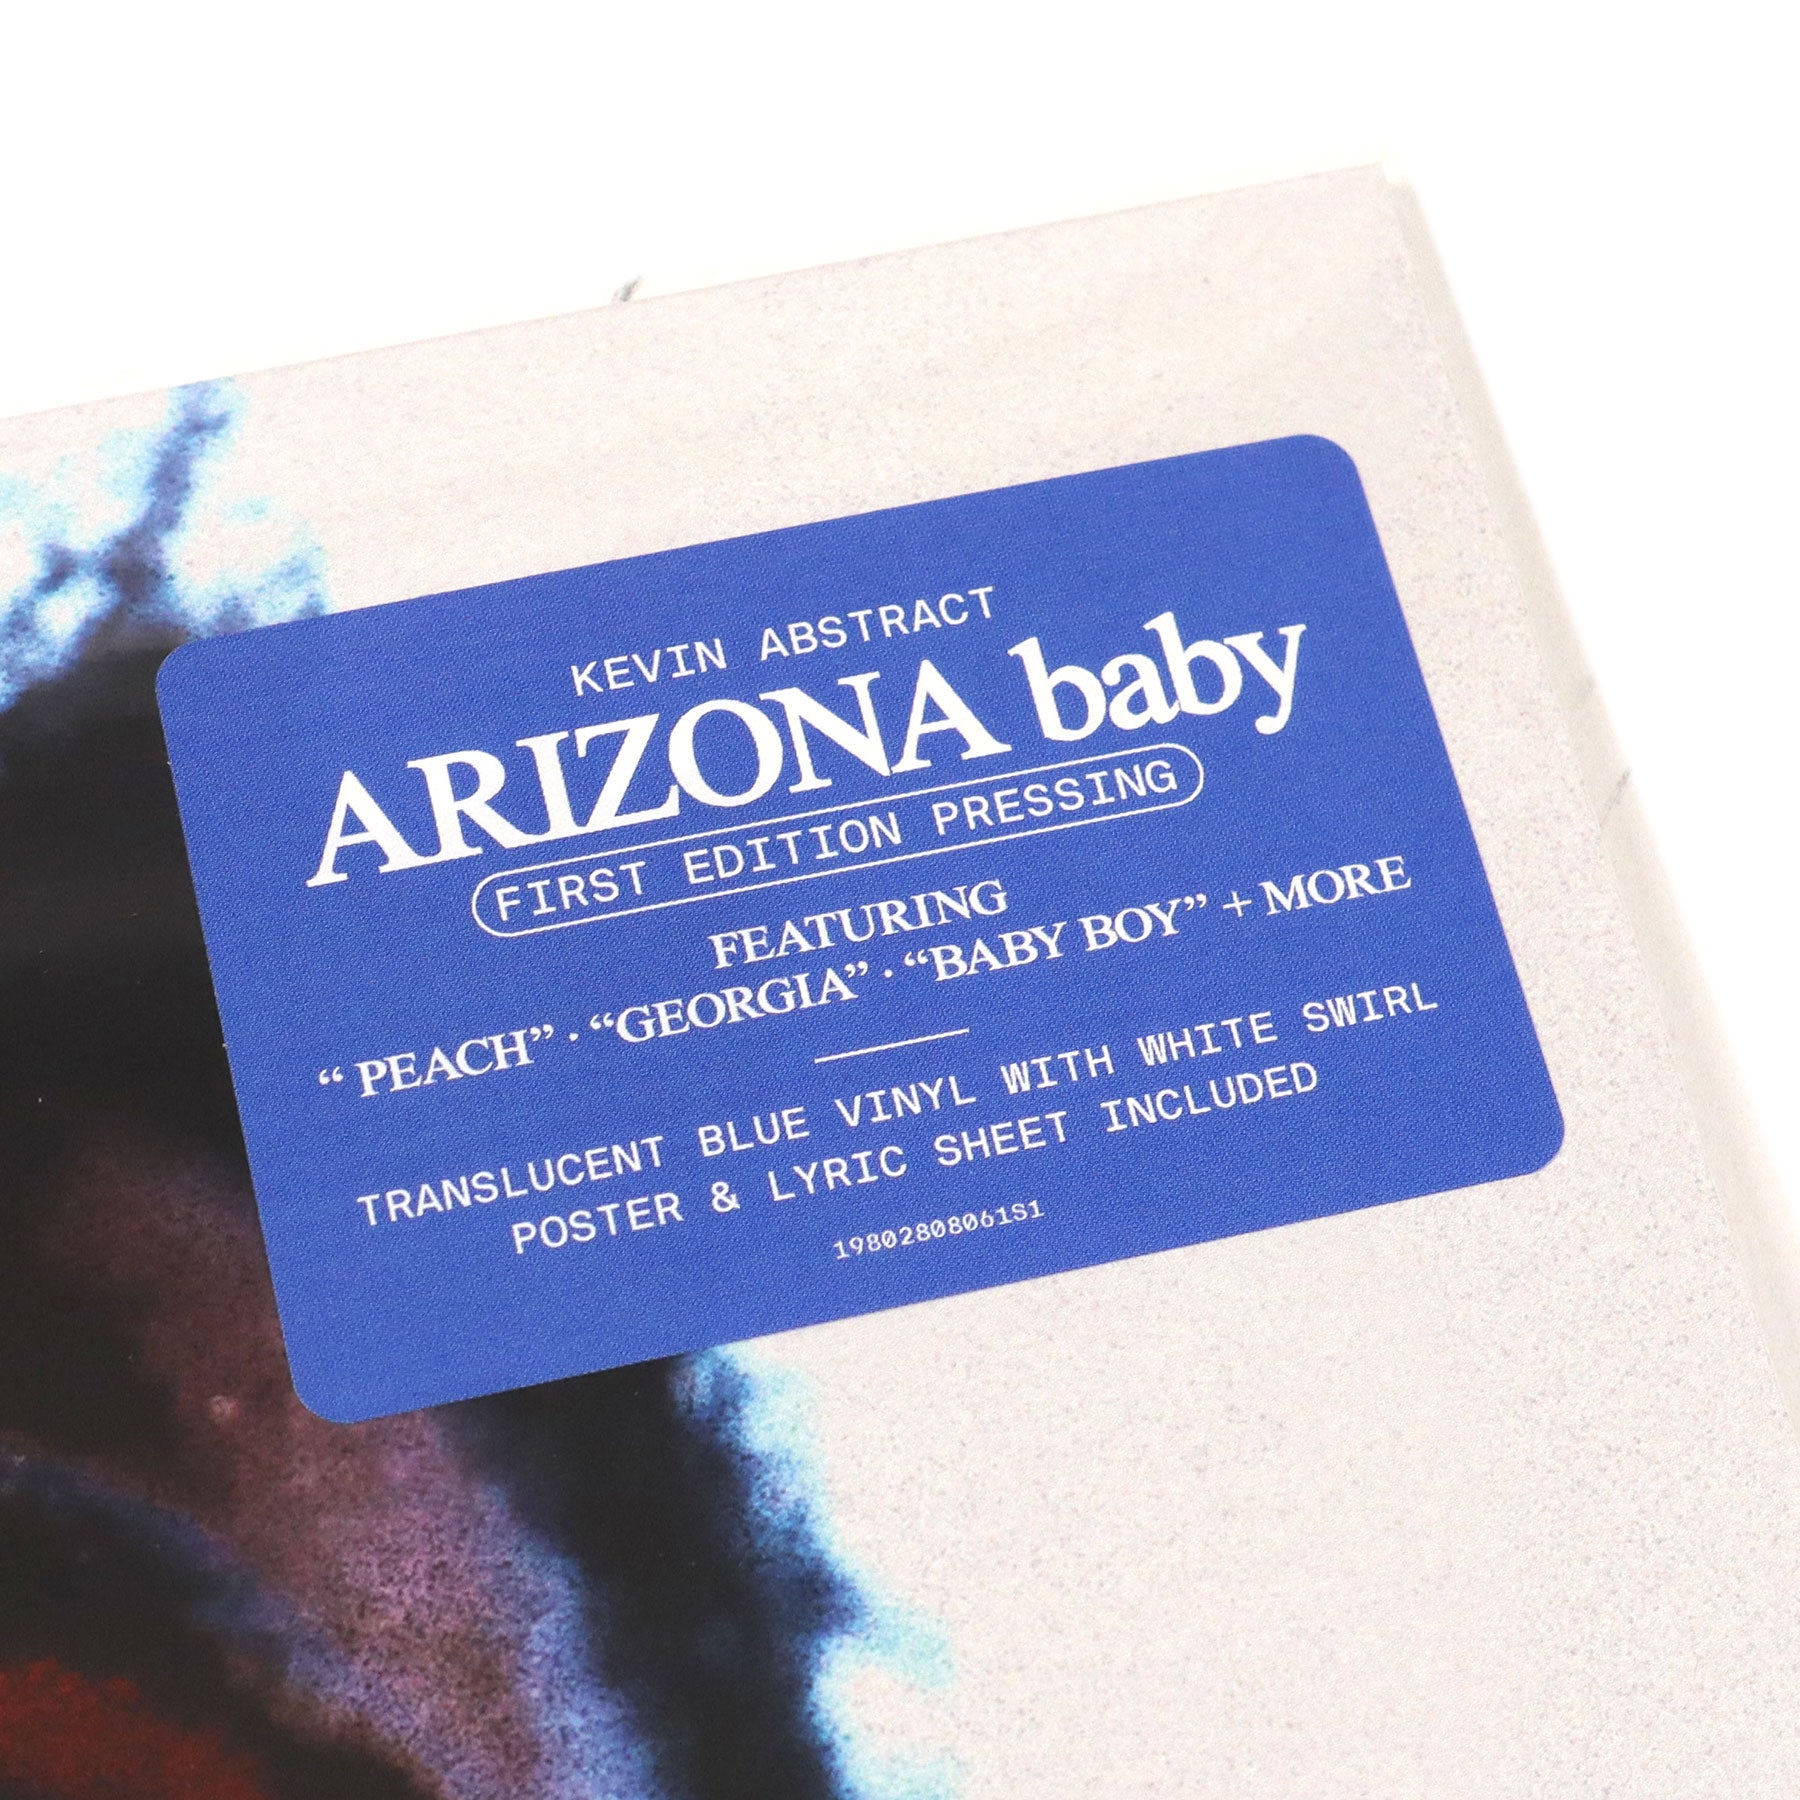 KEVIN ABSTRACT
ARIZONA baby
FIRST EDITION PRESSING
FEATURING
“ PEACH” · “GEORGIA” · “BABY BOY” + MORE
TRANSLUCENT BLUE VINYL WITH WHITE SWIRL
POSTER & LYRIC SHEET INCLUDED
19802808061S1